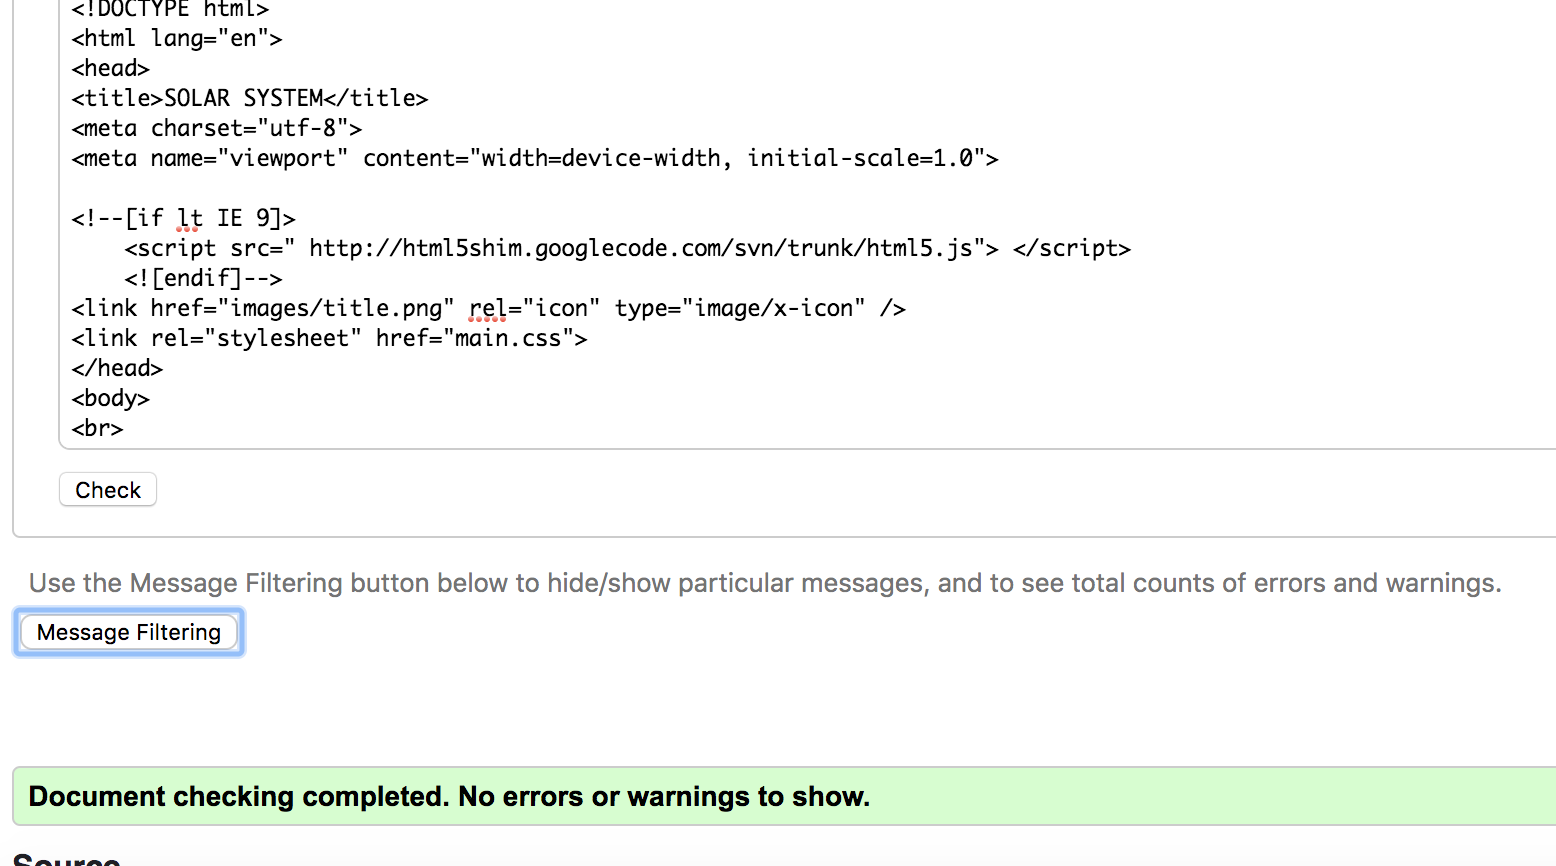 <!DOCTYPE html>
<html lang="en">
<head>
<title>SOLAR SYSTEM</title>
<meta charset="utf-8">
<meta name="viewport" content="width=device-width, initial-scale=1.0">
<!--[if lt IE 9]>
<script src=" http://html5shim.googlecode.com/svn/trunk/html5.js"> </script>
<![endif]-->
<link href="images/title.png" rel="icon" type="image/x-icon" />
<link rel="stylesheet" href="main.css">
</head>
<body>
<br>
Check
Use the Message Filtering button below to hide/show particular messages, and to see total counts of errors and warnings.
Message Filtering
Document checking completed. No errors or warnings to show.
Source